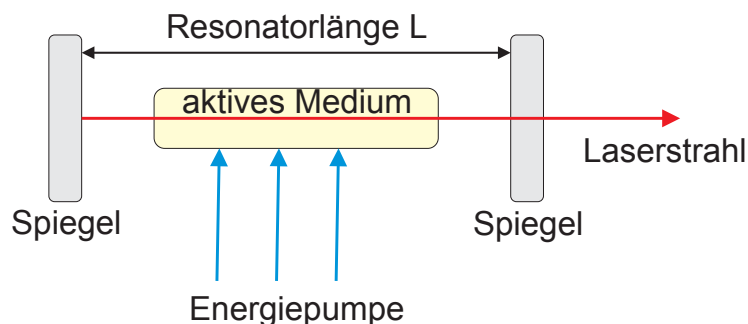 Resonatorlänge L
aktives Medium
Laserstrahl
Spiegel
Spiegel
Energiepumpe